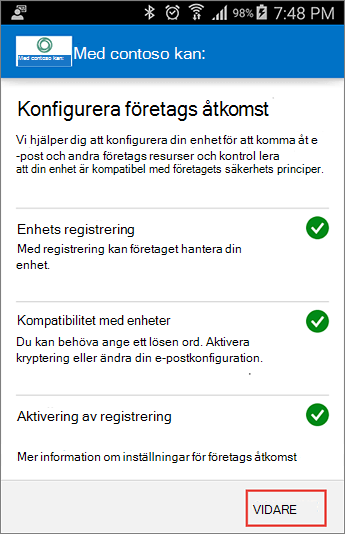 98% 7:48 PM
Med contoso kan:
Med contoso kan:
Konfigurera företags åtkomst
Vi hjälper dig att konfigurera din enhet för att komma åt e
-post och andra företags resurser och kontrol lera
att din enhet är kompatibel med företagets säkerhets principer.
Enhets registrering
Med registrering kan företaget hantera din
enhet.
Kompatibilitet med enheter
Du kan behöva ange ett lösen ord. Aktivera
kryptering eller ändra din e-postkonfiguration.
Aktivering av registrering
Mer information om inställningar för företags åtkomst
VIDARE